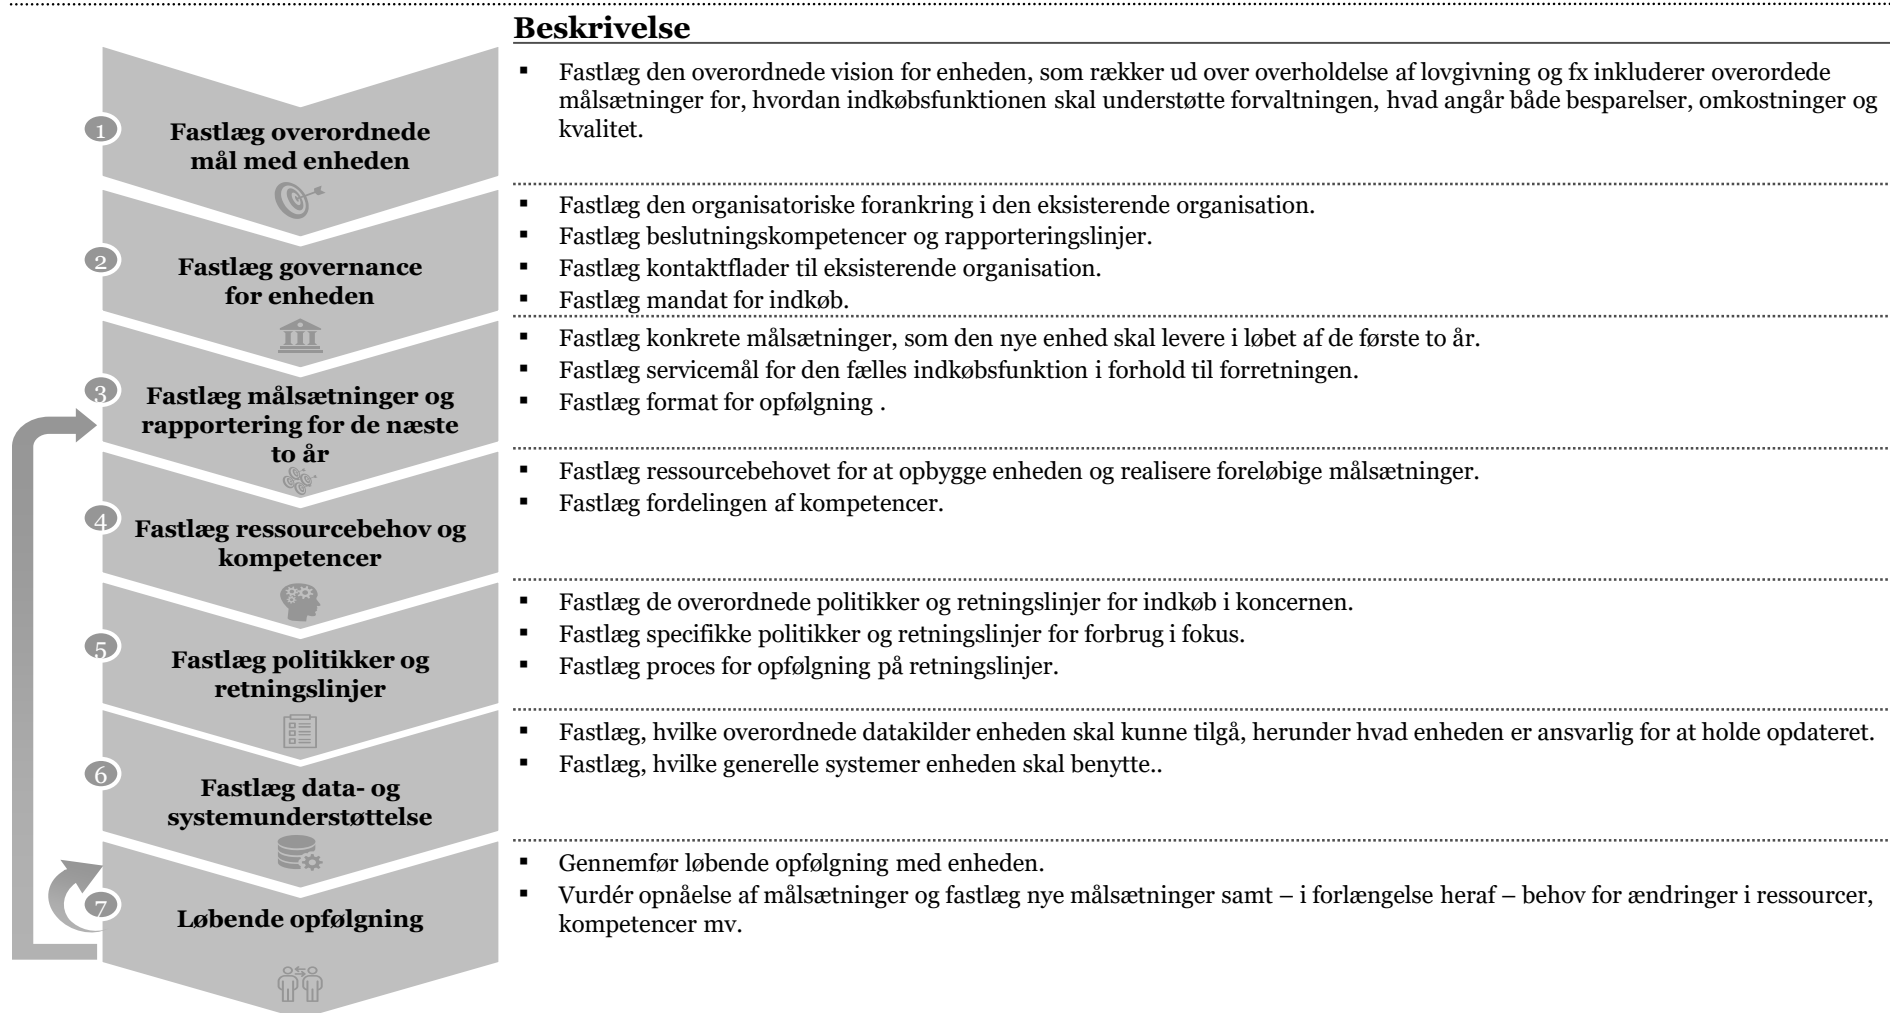 Beskrivelse
1
Fastlæg overordnede
mål med enheden
▪ Fastlæg den overordnede vision for enheden, som rækker ud over overholdelse af lovgivning og fx inkluderer overordede
målsætninger for, hvordan indkøbsfunktionen skal understøtte forvaltningen, hvad angår både besparelser, omkostninger og
kvalitet.
2
Fastlæg governance
for enheden
▪ Fastlæg den organisatoriske forankring i den eksisterende organisation.
▪ Fastlæg beslutningskompetencer og rapporteringslinjer.
▪ Fastlæg kontaktflader til eksisterende organisation.
▪ Fastlæg mandat for indkøb.
3
Fastlæg målsætninger og
rapportering for de næste
to år
▪ Fastlæg konkrete målsætninger, som den nye enhed skal levere i løbet af de første to år.
▪ Fastlæg servicemål for den fælles indkøbsfunktion i forhold til forretningen.
▪ Fastlæg format for opfølgning .
4
Fastlæg ressourcebehov og
kompetencer
▪ Fastlæg ressourcebehovet for at opbygge enheden og realisere foreløbige målsætninger.
▪ Fastlæg fordelingen af kompetencer.
5
Fastlæg politikker og
retningslinjer
▪ Fastlæg de overordnede politikker og retningslinjer for indkøb i koncernen.
▪ Fastlæg specifikke politikker og retningslinjer for forbrug i fokus.
▪ Fastlæg proces for opfølgning på retningslinjer.
6
Fastlæg data- og
systemunderstøttelse
▪ Fastlæg, hvilke overordnede datakilder enheden skal kunne tilgå, herunder hvad enheden er ansvarlig for at holde opdateret.
▪ Fastlæg, hvilke generelle systemer enheden skal benytte..
7
Løbende opfølgning
▪ Gennemfør løbende opfølgning med enheden.
▪ Vurdér opnåelse af målsætninger og fastlæg nye målsætninger samt – i forlængelse heraf – behov for ændringer i ressourcer,
kompetencer mv.